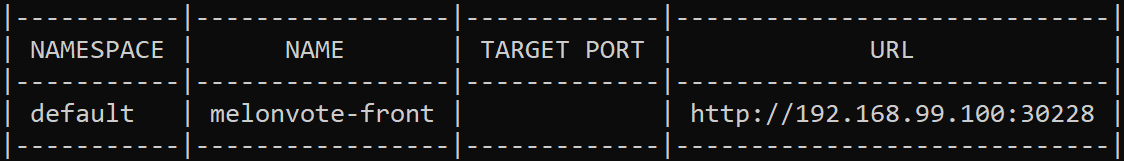 |-----------|-----------------|-------------|-----------------------------|
| NAMESPACE |      NAME       | TARGET PORT |             URL             |
|-----------|-----------------|-------------|-----------------------------|
| default   | melonvote-front |             | http://192.168.99.100:30228 |
|-----------|-----------------|-------------|-----------------------------|